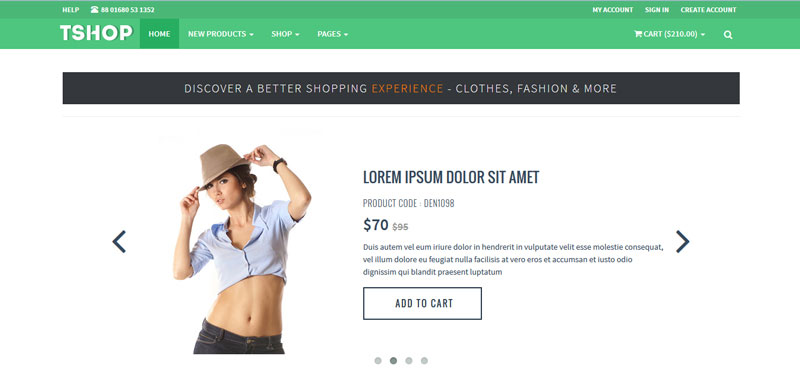 HELP 88 01680 53 1352 MY ACCOUNT SIGN IN CREATE ACCOUNT
TSHOP HOME NEW PRODUCTS SHOP PAGES CART ($210.00)
DISCOVER A BETTER SHOPPING EXPERIENCE - CLOTHES, FASHION & MORE
LOREM IPSUM DOLOR SIT AMET
PRODUCT CODE : DEN1098
$70 $95
Duis autem vel eum iriure dolor in hendrerit in vulputate velit esse molestie consequat,
vel illum dolore eu feugiat nulla facilisis at vero eros et accumsan et iusto odio
dignissim qui blandit praesent luptatum
ADD TO CART